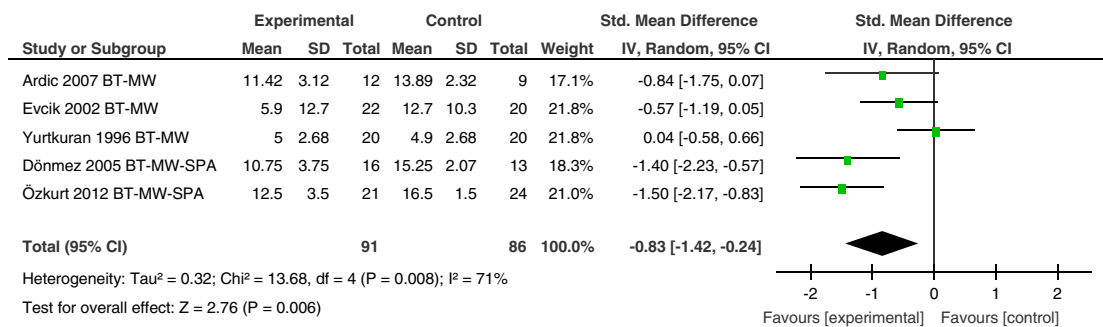 Experimental Control Std. Mean Difference Std. Mean Difference
Study or Subgroup Mean SD Total Mean SD Total Weight IV, Random, 95% CI IV, Random, 95% CI
Ardic 2007 BT-MW 11.42 3.12 12 13.89 2.32 9 17.1% -0.84 [-1.75, 0.07]
Evcik 2002 BT-MW 5.9 12.7 22 12.7 10.3 20 21.8% -0.57 [-1.19, 0.05]
Yurtkuran 1996 BT-MW 5 2.68 20 4.9 2.68 20 21.8% 0.04 [-0.58, 0.66]
Dönmez 2005 BT-MW-SPA 10.75 3.75 16 15.25 2.07 13 18.3% -1.40 [-2.23, -0.57]
Özkurt 2012 BT-MW-SPA 12.5 3.5 21 16.5 1.5 24 21.0% -1.50 [-2.17, -0.83]
Total (95% CI) 91 86 100.0% -0.83 [-1.42, -0.24]
Heterogeneity: Tau² = 0.32; Chi² = 13.68, df = 4 (P = 0.008); I² = 71%
Test for overall effect: Z = 2.76 (P = 0.006)
-2 -1 0 1 2
Favours [experimental] Favours [control]